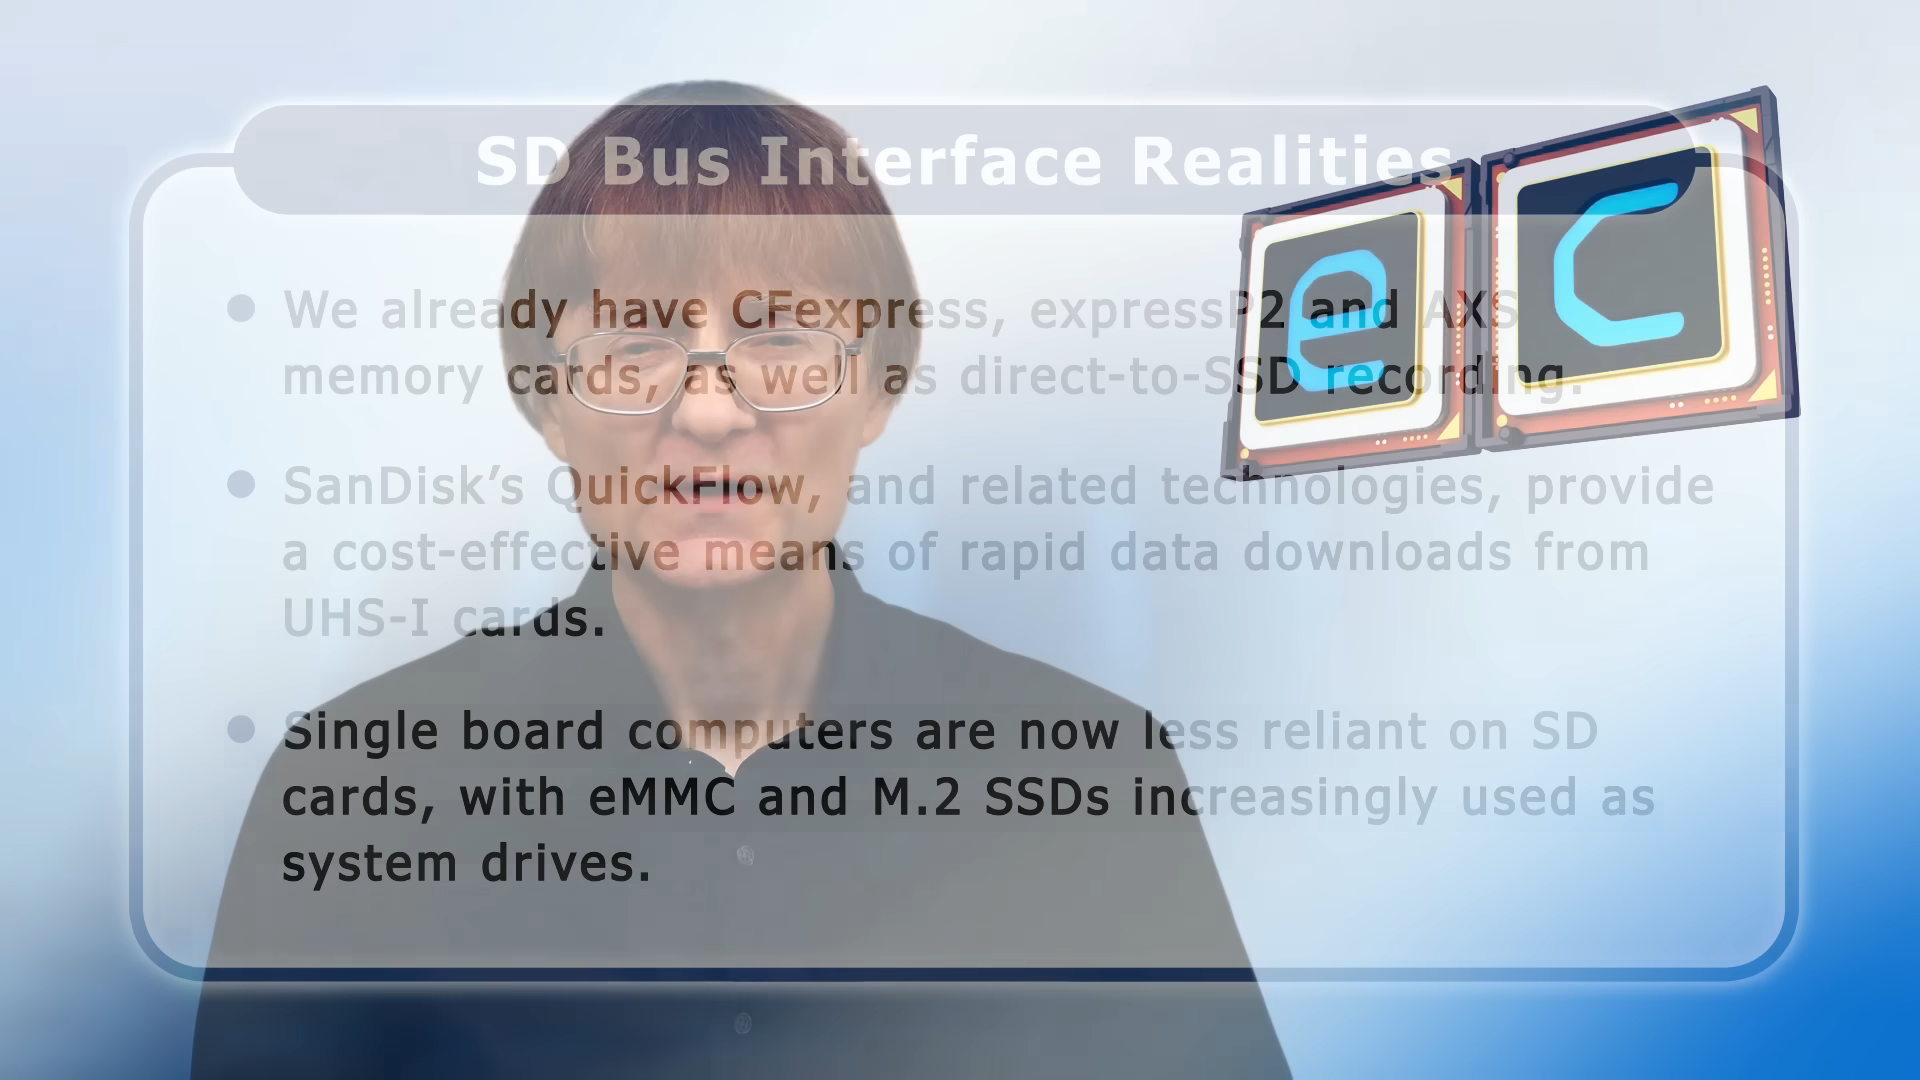 SD Bus Interface Realities
ec
• We already have CFexpress, expressP2 and AXS
memory cards, as well as direct-to-SSD recording.
• SanDisk’s QuickFlow, and related technologies, provide
a cost-effective means of rapid data downloads from
UHS-I cards.
• Single board computers are now less reliant on SD
cards, with eMMC and M.2 SSDs increasingly used as
system drives.